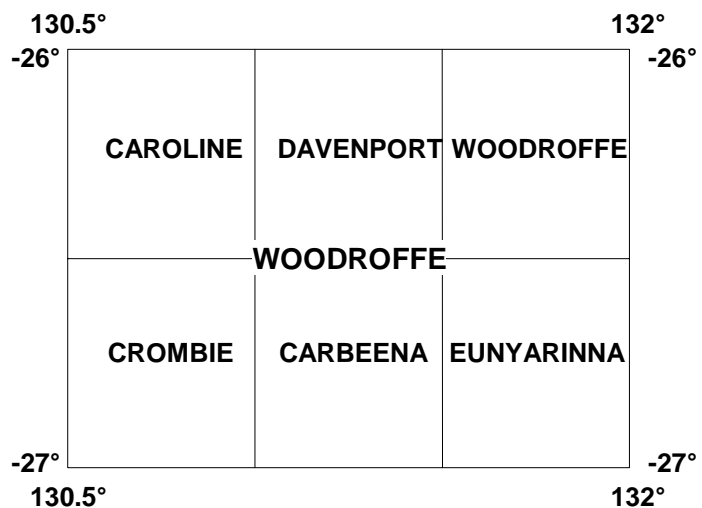 130.5° 132°
-26° -26°
CAROLINE DAVENPORT WOODROFFE
WOODROFFE
CROMBIE CARBEENA EUNYARINNA
-27° -27°
130.5° 132°